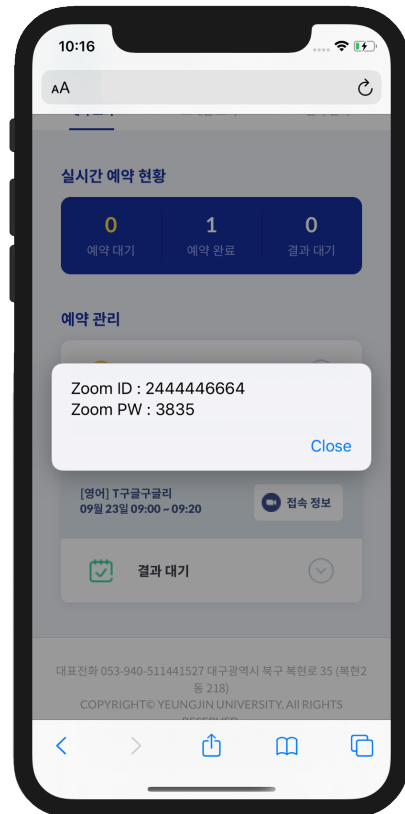 10:16
AA
실시간 예약 현황
0 1 0
예약 대기 예약 완료 결과 대기
예약 관리
Zoom ID : 2444446664
Zoom PW : 3835
Close
[영어] T구글구글리
09월 23일 09:00 ~ 09:20
접속 정보
결과 대기
대표전화 053-940-511441527 대구광역시 북구 복현로 35 (복현2
동 218)
COPYRIGHT© YEUNGJIN UNIVERSITY. All RIGHTS
RESERVED